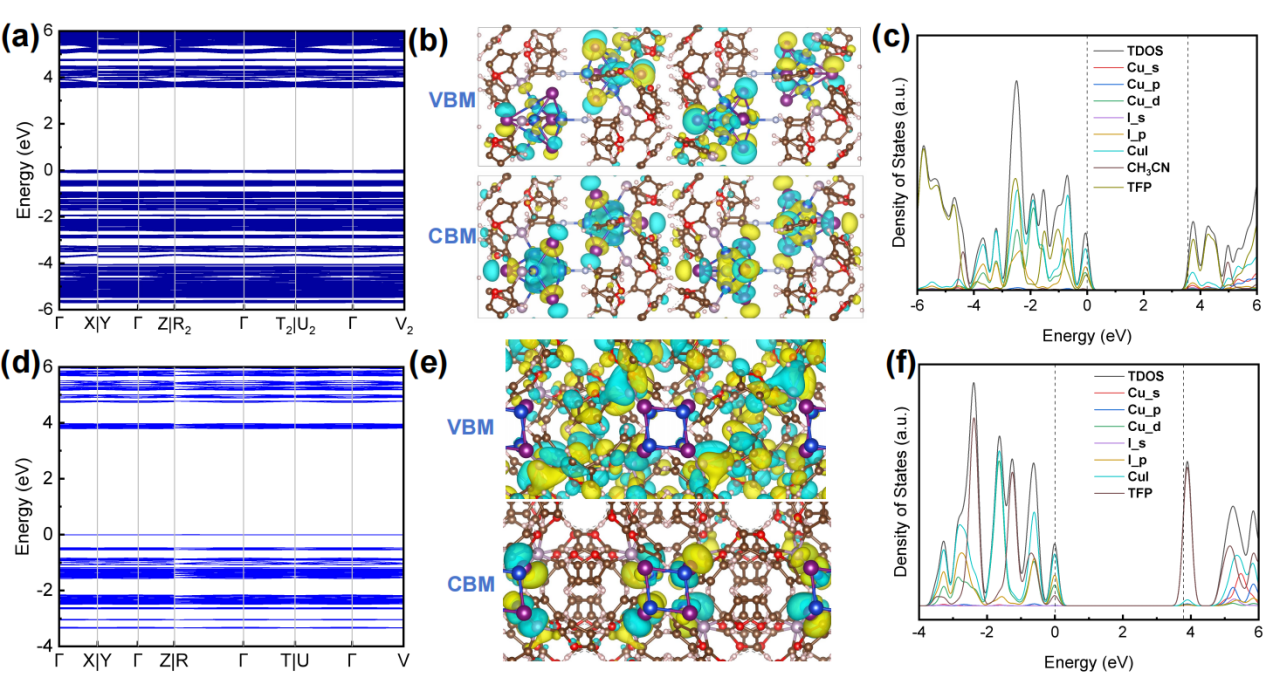 (a)
6
4
2
0
-2
-4
-6
Energy (eV)
Γ X|Y Γ Z|R₂ Γ T₂|U₂ Γ V₂
(b)
VBM
CBM
(c)
Density of States (a.u.)
TDOS
Cu_s
Cu_p
Cu_d
I_s
I_p
CuI
CH₃CN
TFP
-6 -4 -2 0 2 4 6
Energy (eV)
(d)
6
4
2
0
-2
-4
Energy (eV)
Γ X|Y Γ Z|R Γ T|U Γ V
(e)
VBM
CBM
(f)
Density of States (a.u.)
TDOS
Cu_s
Cu_p
Cu_d
I_s
I_p
CuI
TFP
-4 -2 0 2 4 6
Energy (eV)